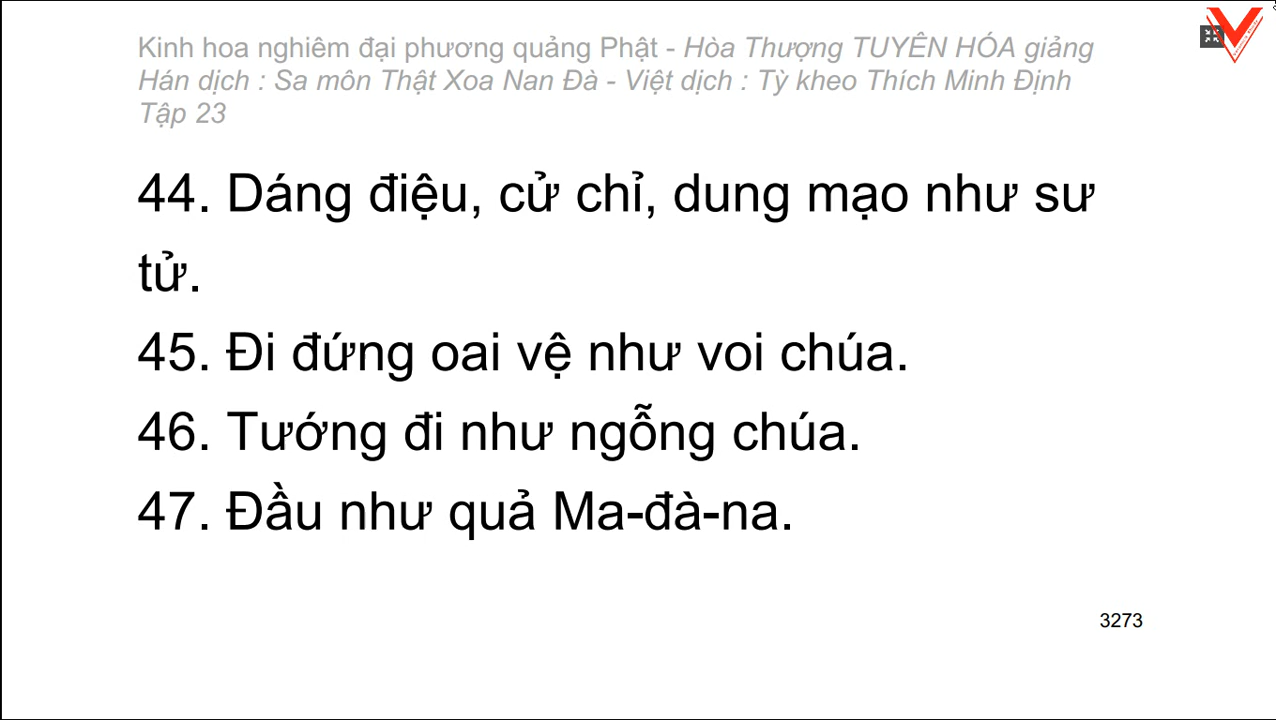 Kinh hoa nghiêm đại phương quảng Phật - Hòa Thượng TUYÊN HÓA giảng
Hán dịch : Sa môn Thật Xoa Nan Đà - Việt dịch : Tỳ kheo Thích Minh Định
Tập 23
44. Dáng điệu, cử chỉ, dung mạo như sư
tử.
45. Đi đứng oai vệ như voi chúa.
46. Tướng đi như ngỗng chúa.
47. Đầu như quả Ma-đà-na.
3273